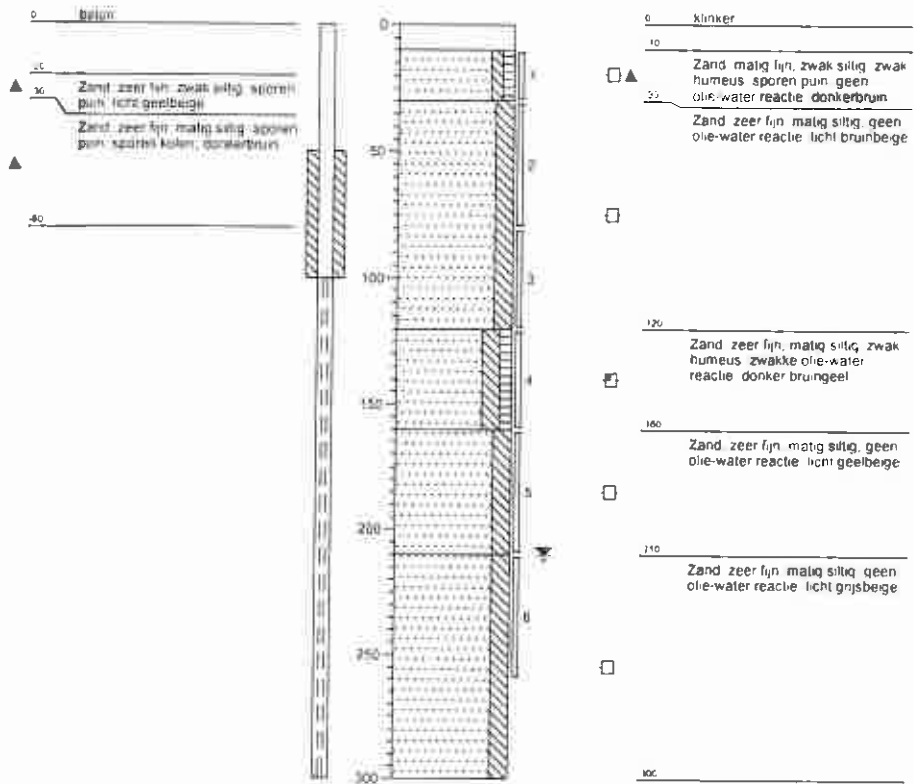 0 beton
20
Zand zeer fijn, zwak siltig sporen
puin licht geelbeige
30
Zand zeer fijn matig siltig sporen
puin sporen kolen, donkerbruin
80
0
50
100
150
200
250
300
1
2
3
4
5
6
0 klinker
10
Zand matig fijn, zwak siltig zwak
humeus sporen puin geen
olie-water reactie donkerbruin
30
Zand zeer fijn, matig siltig, geen
olie-water reactie licht bruinbeige
120
Zand zeer fijn, matig siltig, zwak
humeus zwakke olie-water
reactie donker bruingeel
160
Zand zeer fijn matig siltig, geen
olie-water reactie licht geelbeige
210
Zand zeer fijn matig siltig geen
olie-water reactie licht grijsbeige
300